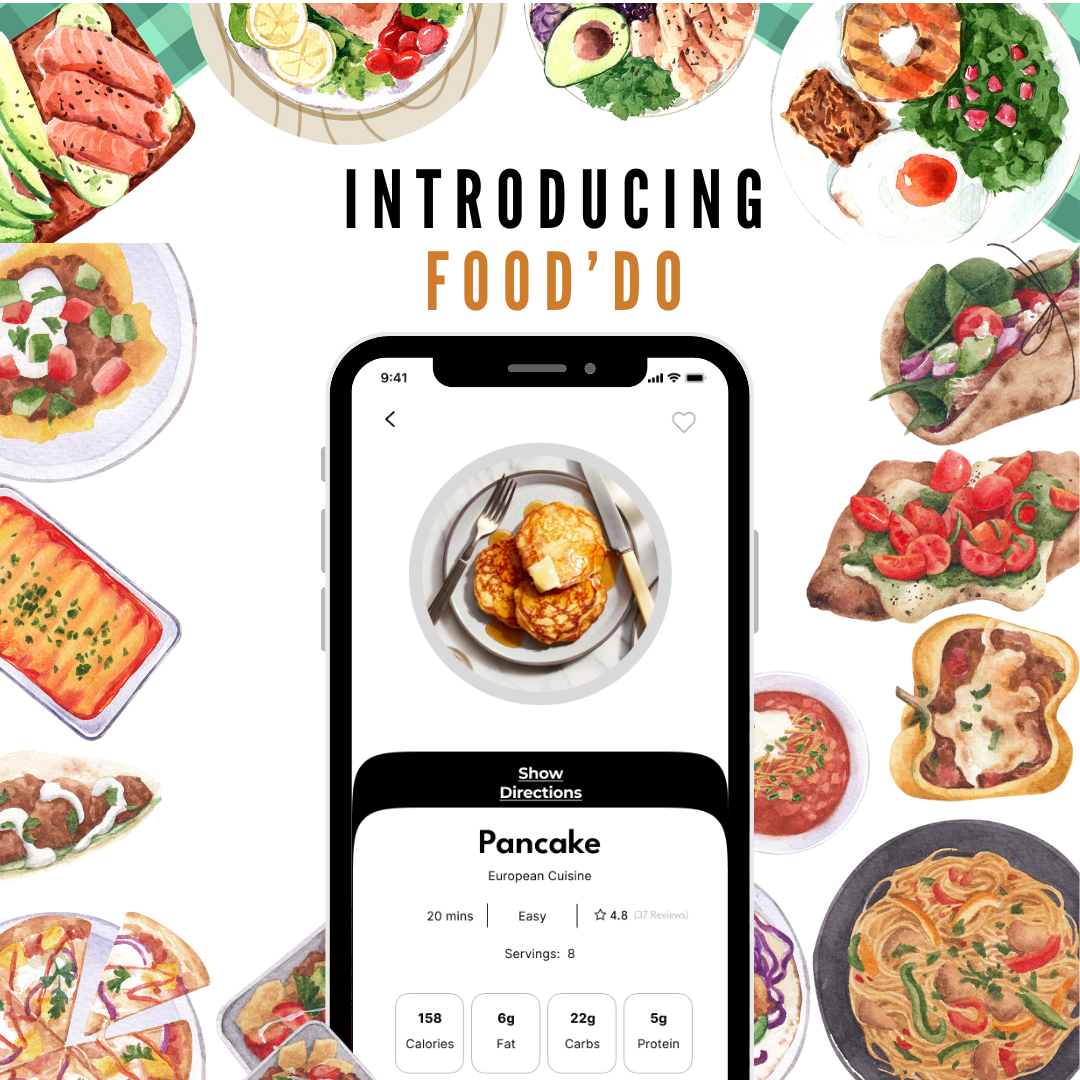 INTRODUCING
FOOD’DO
9:41
Show
Directions
Pancake
European Cuisine
20 mins Easy 4.8 (37 Reviews)
Servings: 8
158 6g 22g 5g
Calories Fat Carbs Protein